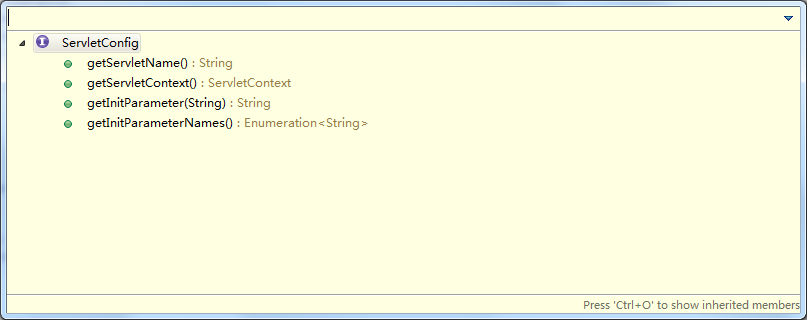 ServletConfig
getServletName() : String
getServletContext() : ServletContext
getInitParameter(String) : String
getInitParameterNames() : Enumeration<String>
Press 'Ctrl+O' to show inherited members